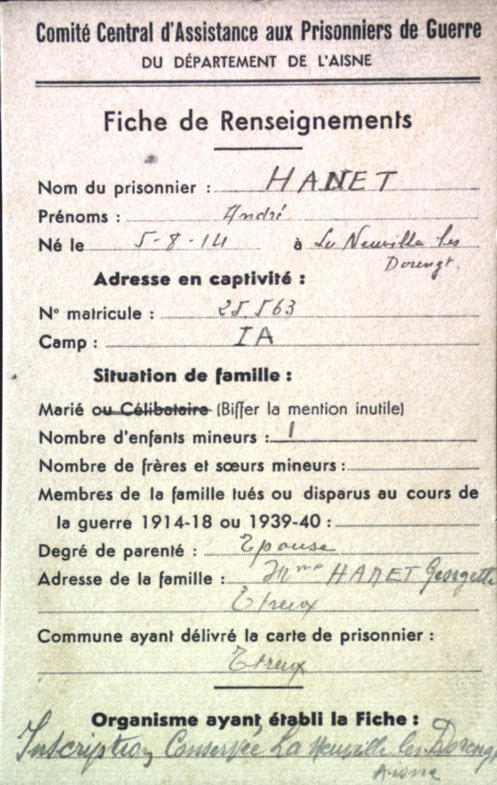 Comité Central d'Assistance aux Prisonniers de Guerre
DU DÉPARTEMENT DE L'AISNE
Fiche de Renseignements
Nom du prisonnier : HANET
Prénoms : André
Né le 5-8-14 à La Neuville les
Dorengt.
Adresse en captivité :
N° matricule : 25563
Camp : IA
Situation de famille :
Marié ou Célibataire (Biffer la mention inutile)
Nombre d'enfants mineurs : 1
Nombre de frères et sœurs mineurs :
Membres de la famille tués ou disparus au cours de
la guerre 1914-18 ou 1939-40 :
Degré de parenté : Epouse
Adresse de la famille : Mme HANET Georgette
Etreux
Commune ayant délivré la carte de prisonnier :
Etreux
Organisme ayant établi la Fiche :
Inscription Conservée La Neuville les Dorengt
Aisne